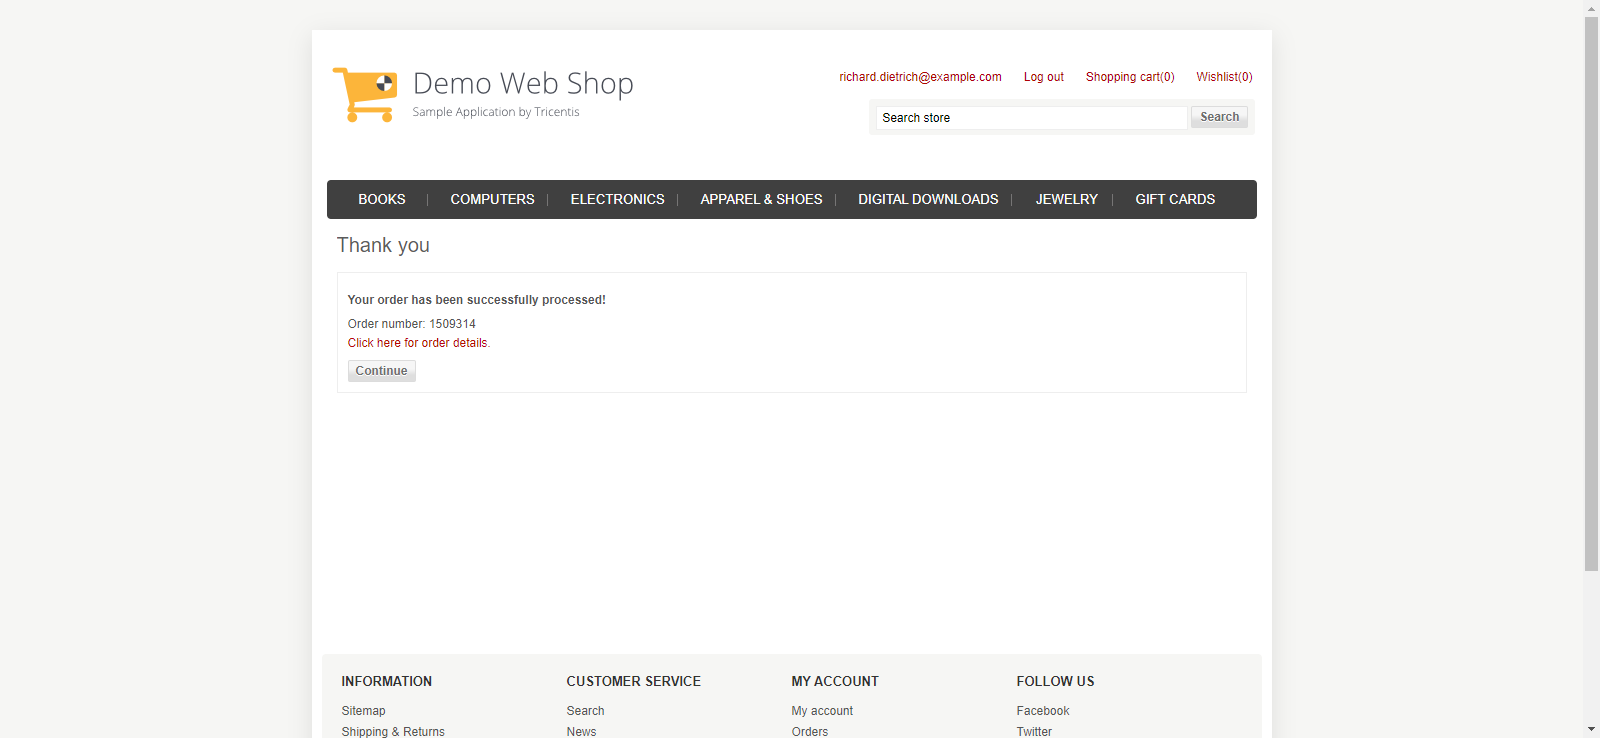 Demo Web Shop
Sample Application by Tricentis
richard.dietrich@example.com Log out Shopping cart(0) Wishlist(0)
Search store Search
BOOKS COMPUTERS ELECTRONICS APPAREL & SHOES DIGITAL DOWNLOADS JEWELRY GIFT CARDS
Thank you
Your order has been successfully processed!
Order number: 1509314
Click here for order details.
Continue
INFORMATION CUSTOMER SERVICE MY ACCOUNT FOLLOW US
Sitemap Search My account Facebook
Shipping & Returns News Orders Twitter